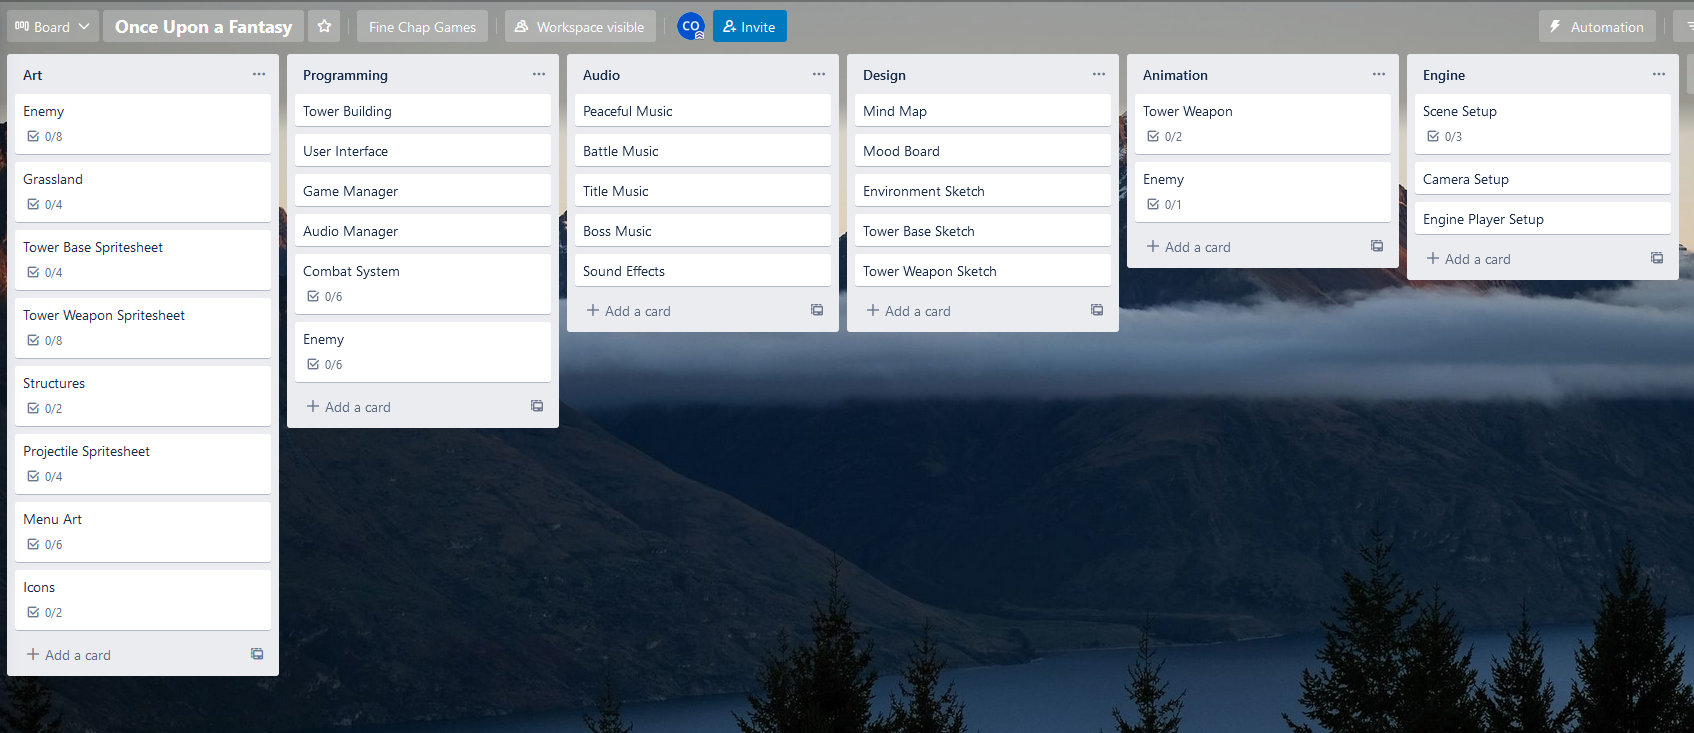 Board
Once Upon a Fantasy
Fine Chap Games
Workspace visible
CO
Invite
Automation
Art
Enemy
0/8
Grassland
0/4
Tower Base Spritesheet
0/4
Tower Weapon Spritesheet
0/8
Structures
0/2
Projectile Spritesheet
0/4
Menu Art
0/6
Icons
0/2
Add a card
Programming
Tower Building
User Interface
Game Manager
Audio Manager
Combat System
0/6
Enemy
0/6
Add a card
Audio
Peaceful Music
Battle Music
Title Music
Boss Music
Sound Effects
Add a card
Design
Mind Map
Mood Board
Environment Sketch
Tower Base Sketch
Tower Weapon Sketch
Add a card
Animation
Tower Weapon
0/2
Enemy
0/1
Add a card
Engine
Scene Setup
0/3
Camera Setup
Engine Player Setup
Add a card